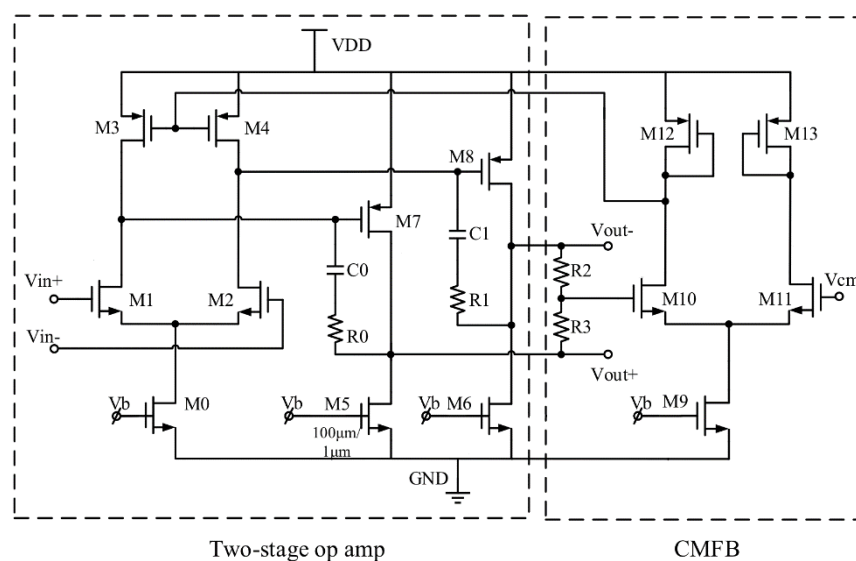 VDD
M3
M4
M12
M13
M8
M7
C1
Vout-
C0
R2
Vin+
M1
M2
R1
M10
M11
Vcm
Vin-
R0
R3
Vout+
M0
Vb
Vb
M5
Vb
M6
Vb
M9
100μm/
1μm
GND
Two-stage op amp
CMFB